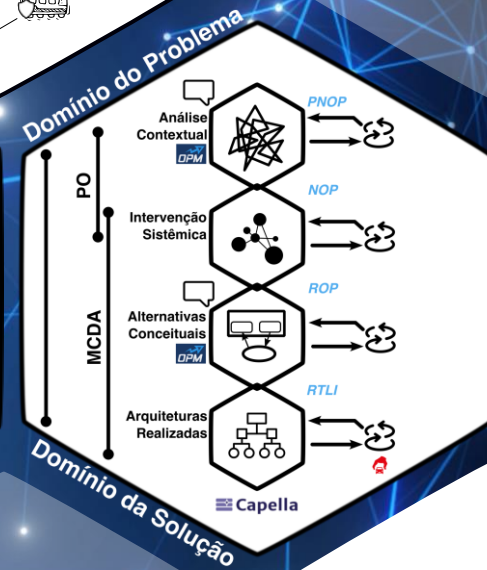 Domínio do Problema
PNOP
Análise
Contextual
OPM
PO
NOP
Intervenção
Sistêmica
ROP
Alternativas
Conceituais
OPM
MCDA
RTLI
Arquiteturas
Realizadas
Capella
Domínio da Solução